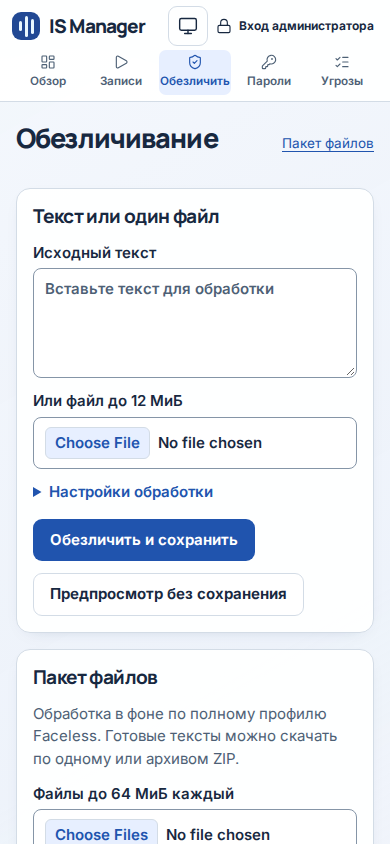 IS Manager
Вход администратора
Обзор
Записи
Обезличить
Пароли
Угрозы
Обезличивание
Пакет файлов
Текст или один файл
Исходный текст
Вставьте текст для обработки
Или файл до 12 МиБ
Choose File No file chosen
Настройки обработки
Обезличить и сохранить
Предпросмотр без сохранения
Пакет файлов
Обработка в фоне по полному профилю
Faceless. Готовые тексты можно скачать
по одному или архивом ZIP.
Файлы до 64 МиБ каждый
Choose Files No file chosen